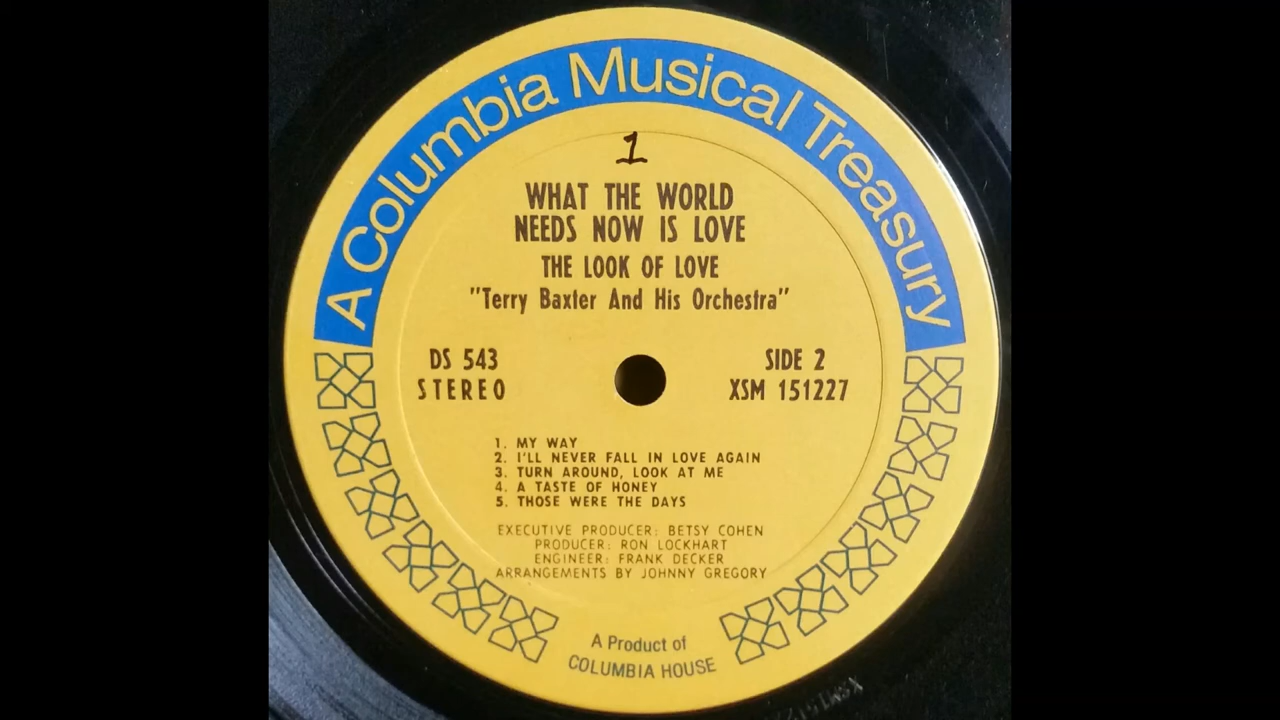 A Columbia Musical Treasury
1
WHAT THE WORLD
NEEDS NOW IS LOVE
THE LOOK OF LOVE
"Terry Baxter And His Orchestra"
DS 543
STEREO
SIDE 2
XSM 151227
1. MY WAY
2. I'LL NEVER FALL IN LOVE AGAIN
3. TURN AROUND, LOOK AT ME
4. A TASTE OF HONEY
5. THOSE WERE THE DAYS
EXECUTIVE PRODUCER: BETSY COHEN
PRODUCER: RON LOCKHART
ENGINEER: FRANK DECKER
ARRANGEMENTS BY JOHNNY GREGORY
A Product of
COLUMBIA HOUSE